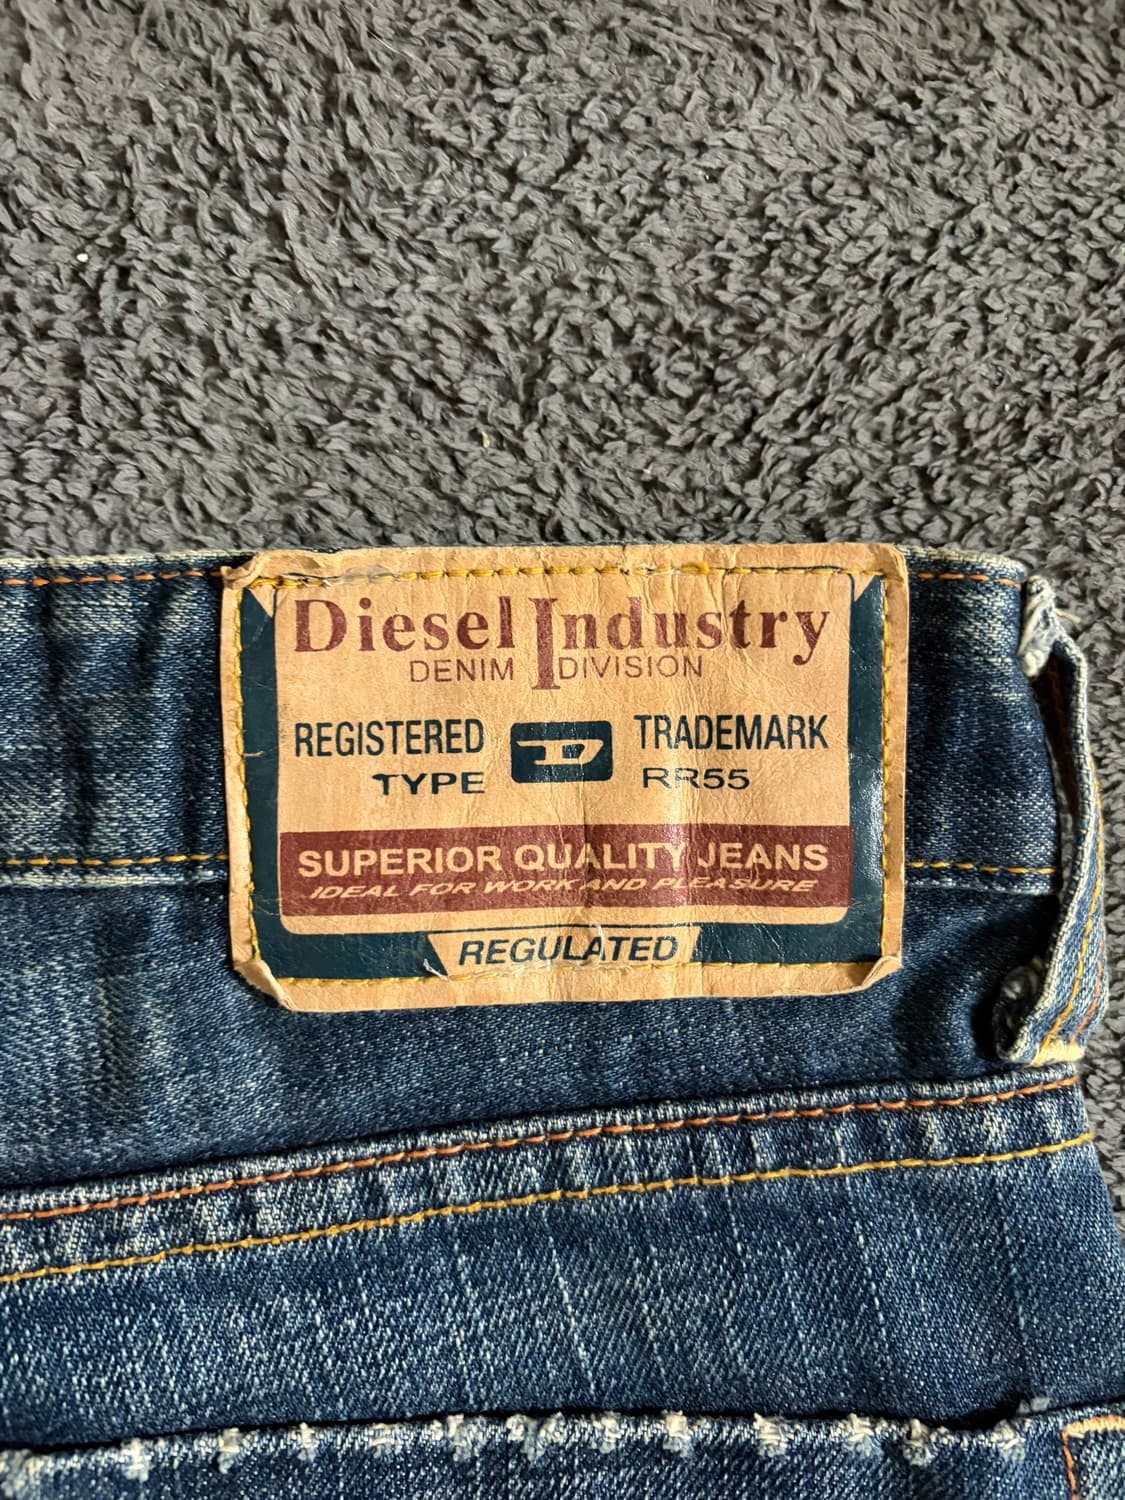 Diesel Industry
DENIM DIVISION
REGISTERED D TRADEMARK
TYPE RR55
SUPERIOR QUALITY JEANS
IDEAL FOR WORK AND PLEASURE
REGULATED